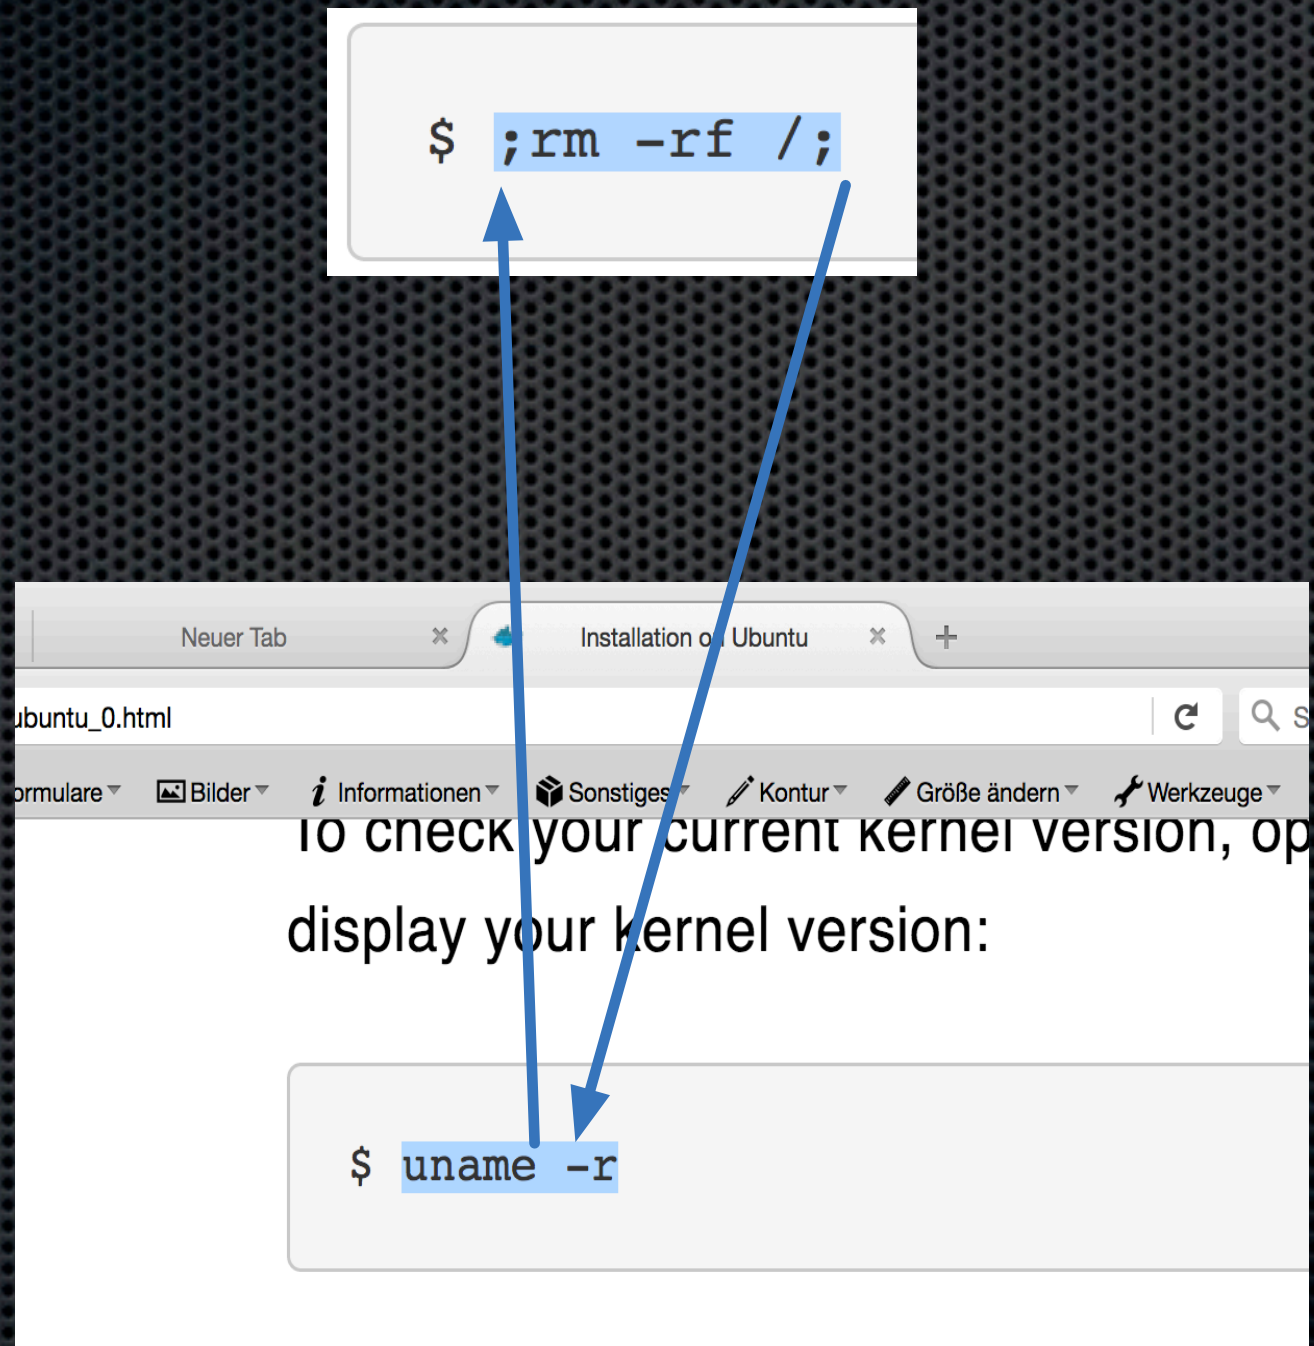 $ ;rm -rf /;
Neuer Tab
Installation on Ubuntu
ubuntu_0.html
S
ormulare
Bilder
Informationen
Sonstiges
Kontur
Größe ändern
Werkzeuge
To check your current kernel version, op
display your kernel version:
$ uname -r